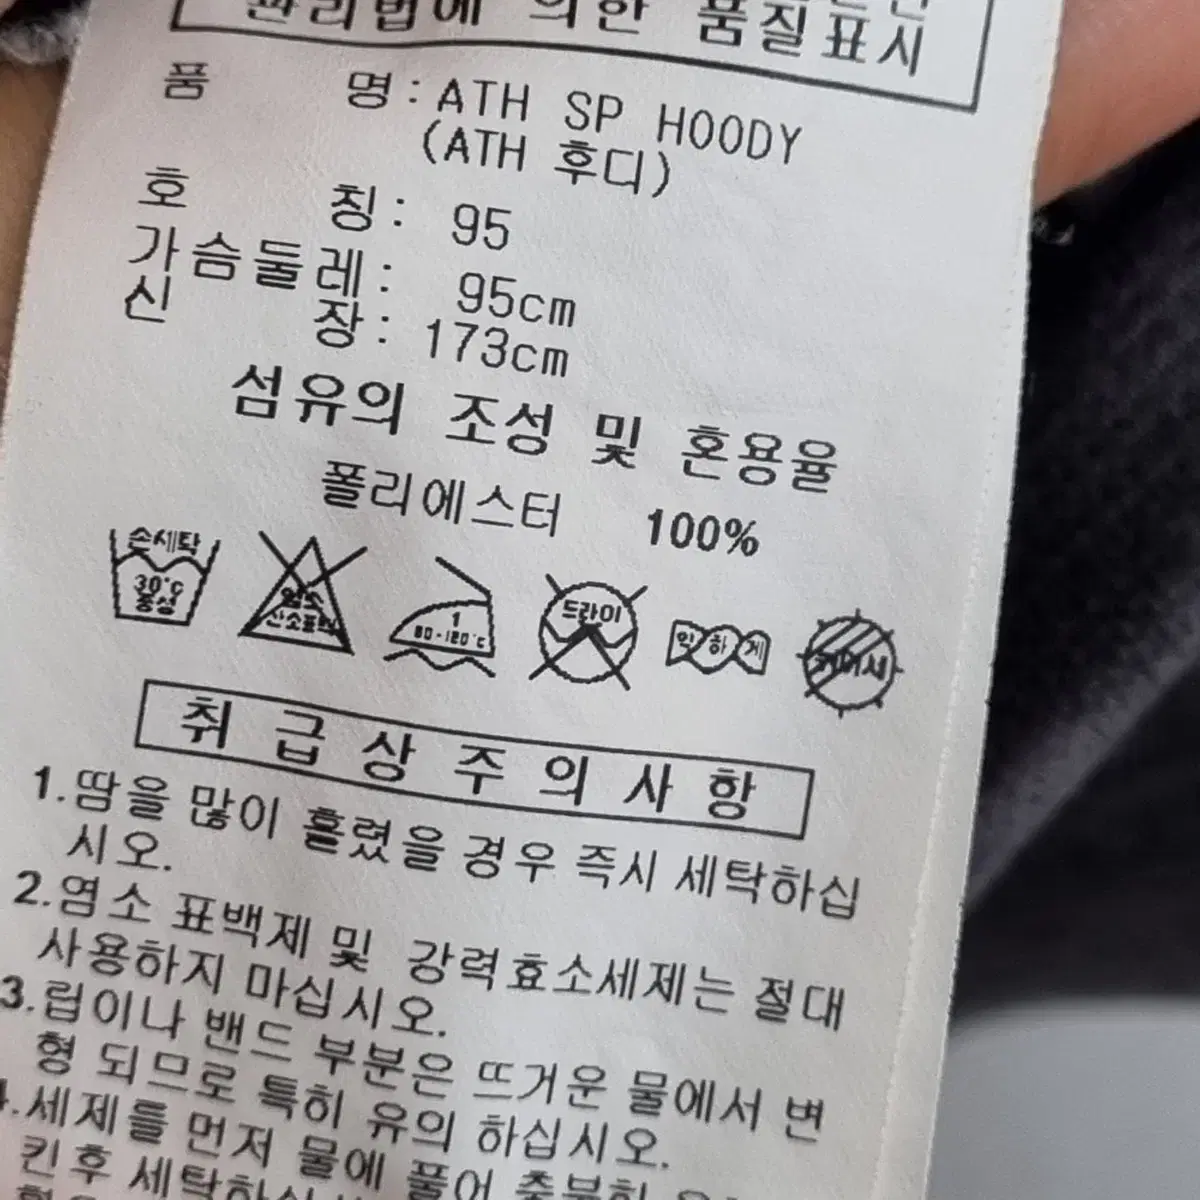 관리법에 의한 품질표시
품 명:ATH SP HOODY
(ATH 후디)
호 칭: 95
가슴둘레: 95cm
신 장: 173cm
섬유의 조성 및 혼용율
폴리에스터 100%
손세탁
30°C
중성
염소
산소표백
1
80-120°C
드라이
약하게
취급상주의사항
1.땀을 많이 흘렸을 경우 즉시 세탁하십
시오.
2.염소 표백제 및 강력효소세제는 절대
사용하지 마십시오.
3.립이나 밴드 부분은 뜨거운 물에서 변
형 되므로 특히 유의 하십시오.
4.세제를 먼저 물에 풀어 충분히
킨후 세탁하십